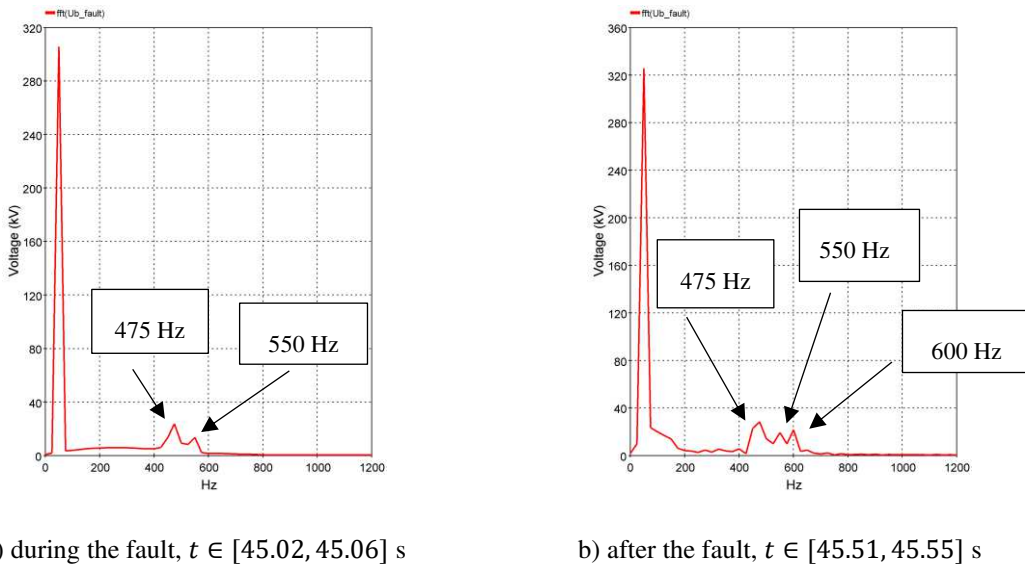 fft(Ub_fault)
320
280
240
200
160
120
80
40
0
0 200 400 600 800 1000 1200
Voltage (kV)
Hz
475 Hz
550 Hz
) during the fault, t ∈ [45.02, 45.06] s
fft(Ub_fault)
360
320
280
240
200
160
120
80
40
0
0 200 400 600 800 1000 1200
Voltage (kV)
Hz
475 Hz
550 Hz
600 Hz
b) after the fault, t ∈ [45.51, 45.55] s